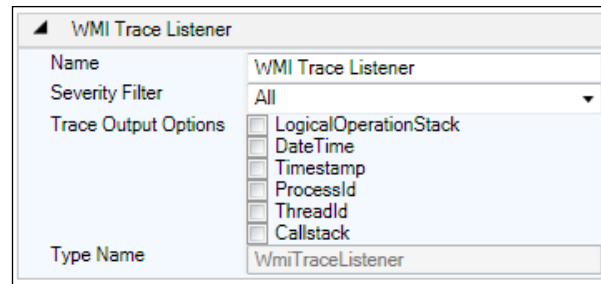 WMI Trace Listener
Name WMI Trace Listener
Severity Filter All
Trace Output Options LogicalOperationStack
DateTime
Timestamp
ProcessId
ThreadId
Callstack
Type Name WmiTraceListener